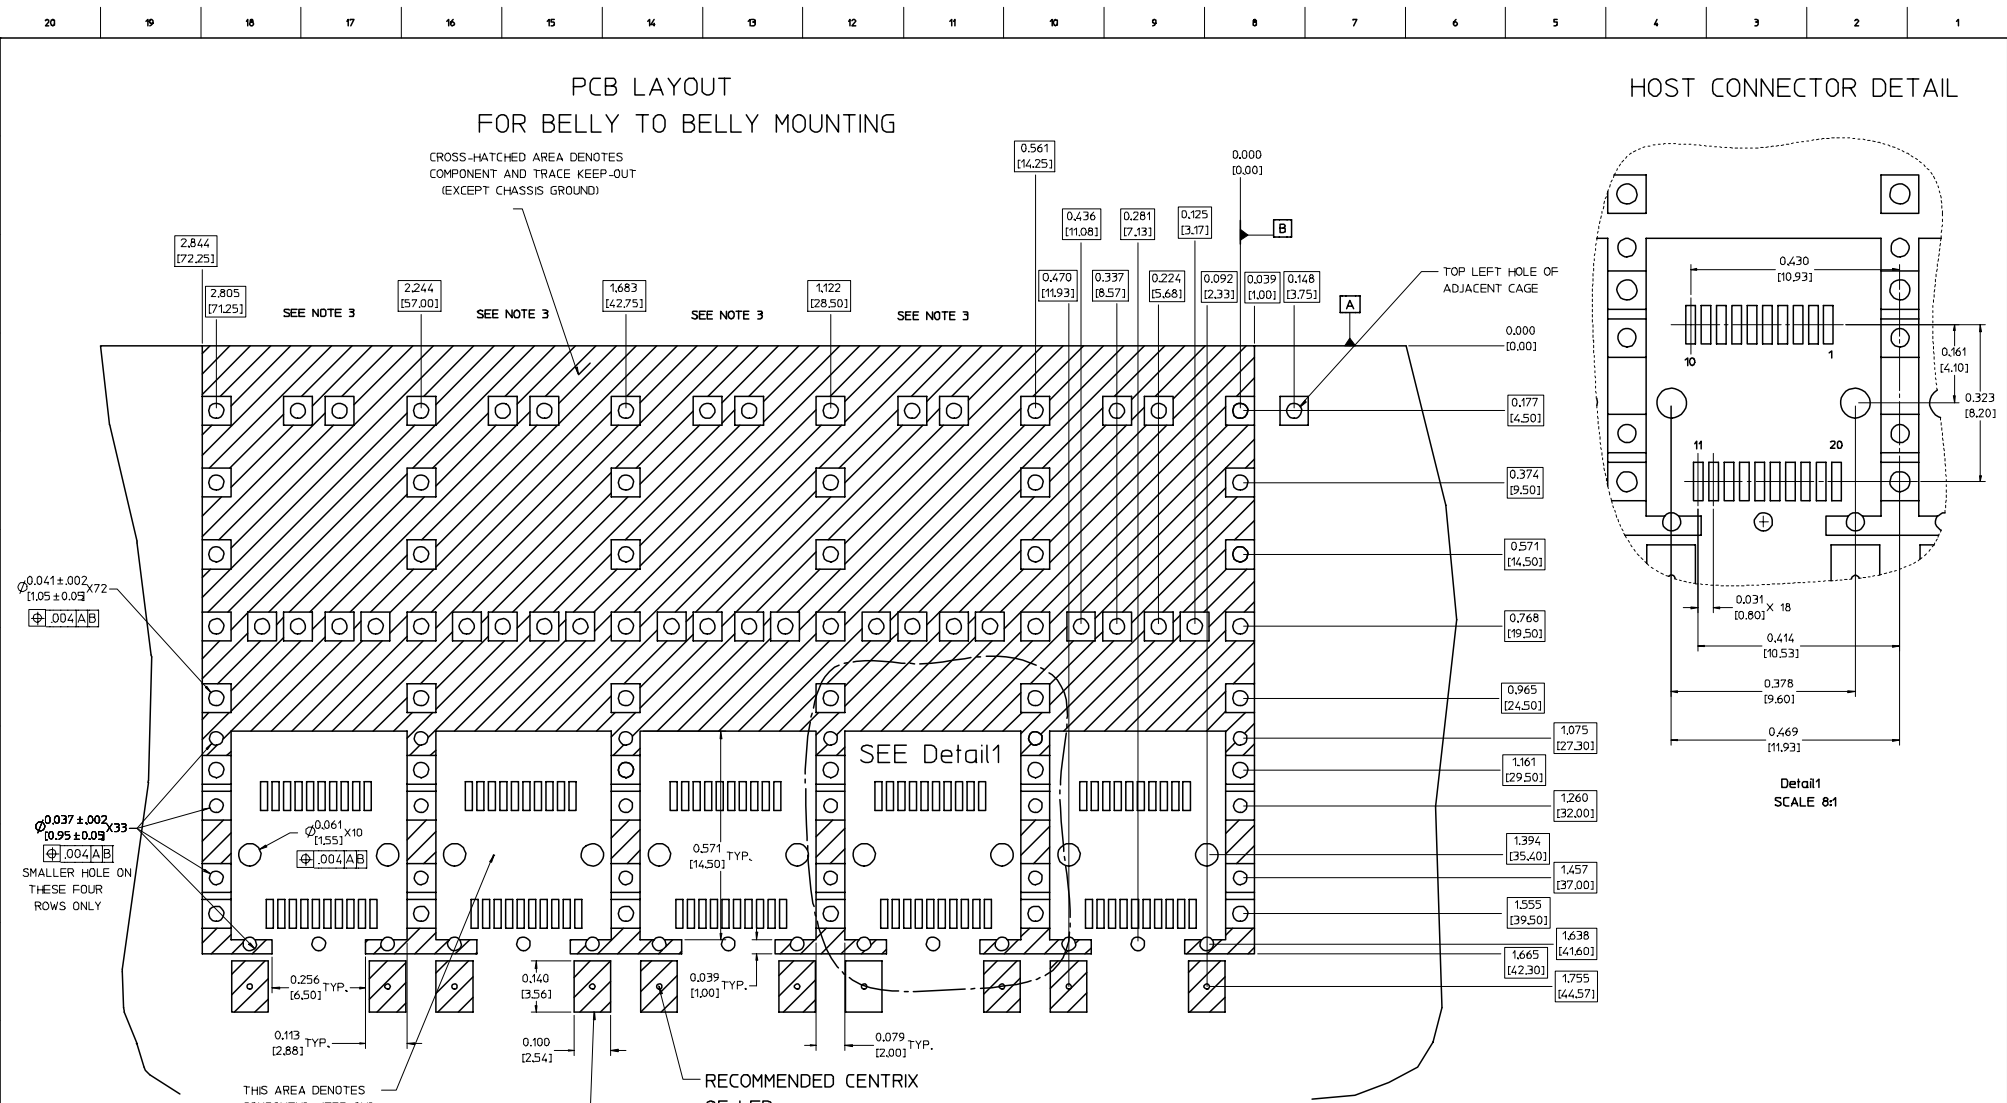 20 19 18 17 16 15 14 13 12 11 10 9 8 7 6 5 4 3 2 1
PCB LAYOUT
FOR BELLY TO BELLY MOUNTING
HOST CONNECTOR DETAIL
CROSS-HATCHED AREA DENOTES
COMPONENT AND TRACE KEEP-OUT
(EXCEPT CHASSIS GROUND)
0.561
[14.25]
0.000
[0.00]
B
0.436
[11.08]
0.281
[7.13]
0.125
[3.17]
2.844
[72.25]
2.805
[71.25]
SEE NOTE 3
2.244
[57.00]
SEE NOTE 3
1.683
[42.75]
SEE NOTE 3
1.122
[28.50]
SEE NOTE 3
0.470
[11.93]
0.337
[8.57]
0.224
[5.68]
0.092
[2.33]
0.039
[1.00]
0.148
[3.75]
TOP LEFT HOLE OF
ADJACENT CAGE
A
0.000
[0.00]
0.177
[4.50]
0.374
[9.50]
0.571
[14.50]
0.768
[19.50]
0.965
[24.50]
1.075
[27.30]
1.161
[29.50]
1.260
[32.00]
1.394
[35.40]
1.457
[37.00]
1.555
[39.50]
1.638
[41.60]
1.665
[42.30]
1.755
[44.57]
Ø0.041±.002 X72
[1.05±0.05]
⌖ .004 A B
Ø0.037±.002 X33
[0.95±0.05]
⌖ .004 A B
SMALLER HOLE ON
THESE FOUR
ROWS ONLY
Ø0.061 X10
[1.55]
⌖ .004 A B
SEE Detail1
0.571 TYP.
[14.50]
0.256 TYP.
[6.50]
0.140
[3.56]
0.039 TYP.
[1.00]
0.113 TYP.
[2.88]
0.100
[2.54]
0.079 TYP.
[2.00]
THIS AREA DENOTES
RECOMMENDED CENTRIX
0.430
[10.93]
10
1
0.161
[4.10]
0.323
[8.20]
11
20
0.031 X 18
[0.80]
0.414
[10.53]
0.378
[9.60]
0.469
[11.93]
Detail1
SCALE 8:1